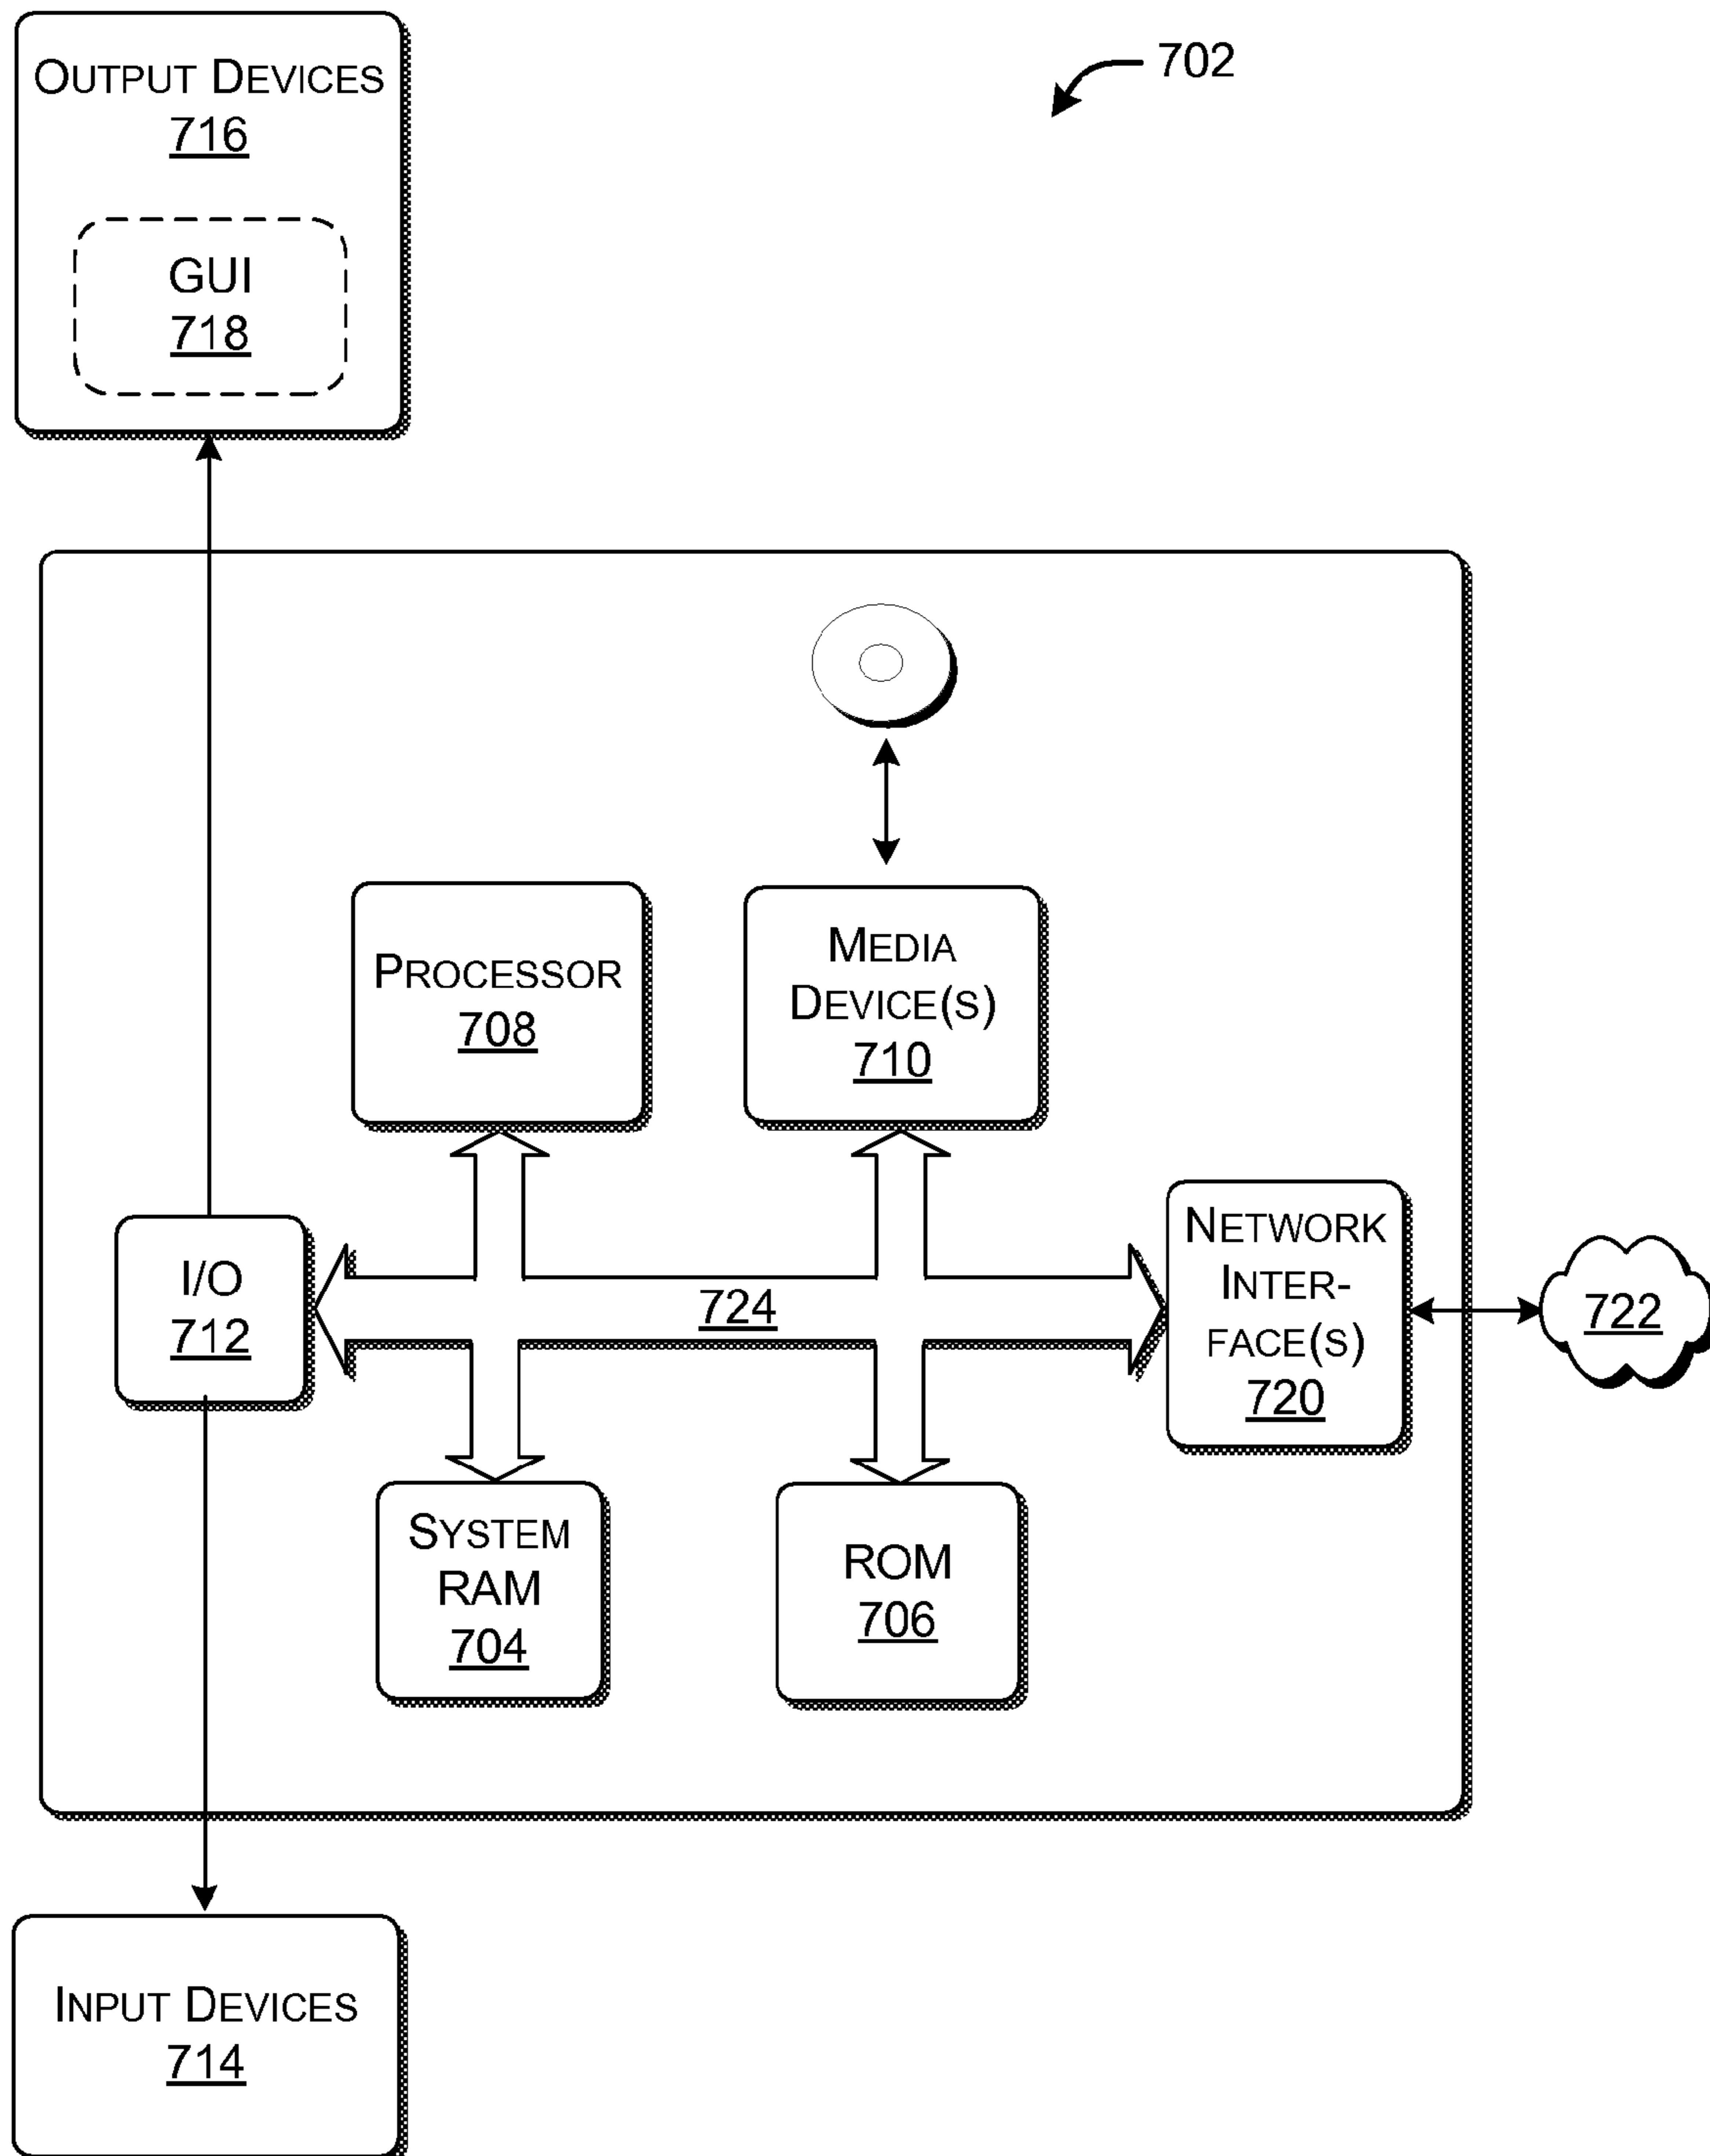 OUTPUT DEVICES
716
GUI
718
702
PROCESSOR
708
MEDIA
DEVICE(S)
710
I/O
712
724
NETWORK
INTER-
FACE(S)
720
722
SYSTEM
RAM
704
ROM
706
INPUT DEVICES
714